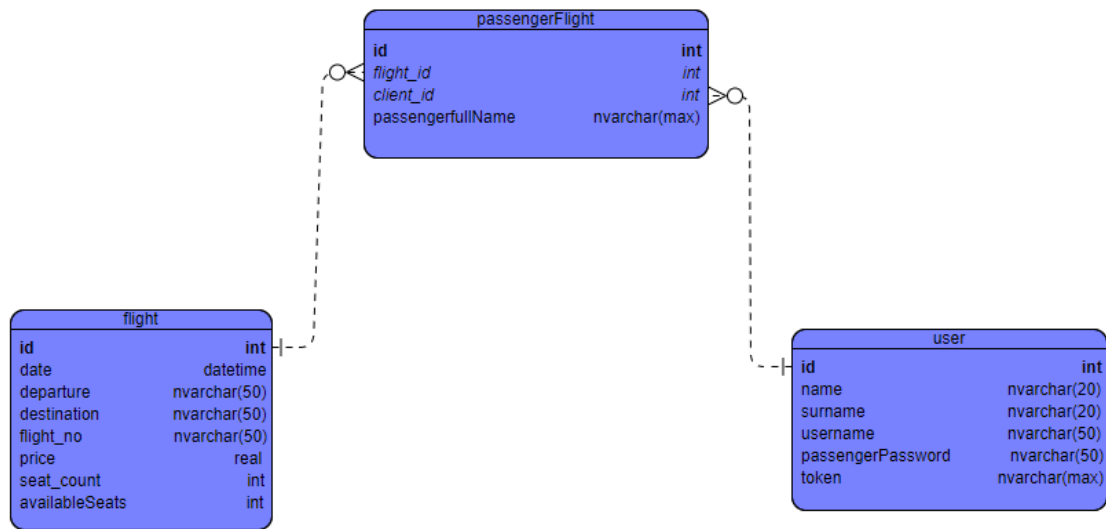 passengerFlight
id int
flight_id int
client_id int
passengerfullName nvarchar(max)
flight
id int
date datetime
departure nvarchar(50)
destination nvarchar(50)
flight_no nvarchar(50)
price real
seat_count int
availableSeats int
user
id int
name nvarchar(20)
surname nvarchar(20)
username nvarchar(50)
passengerPassword nvarchar(50)
token nvarchar(max)